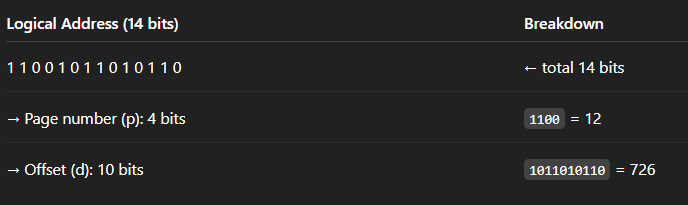 Logical Address (14 bits) Breakdown
1 1 0 0 1 0 1 1 0 1 0 1 1 0 ← total 14 bits
→ Page number (p): 4 bits 1100 = 12
→ Offset (d): 10 bits 1011010110 = 726